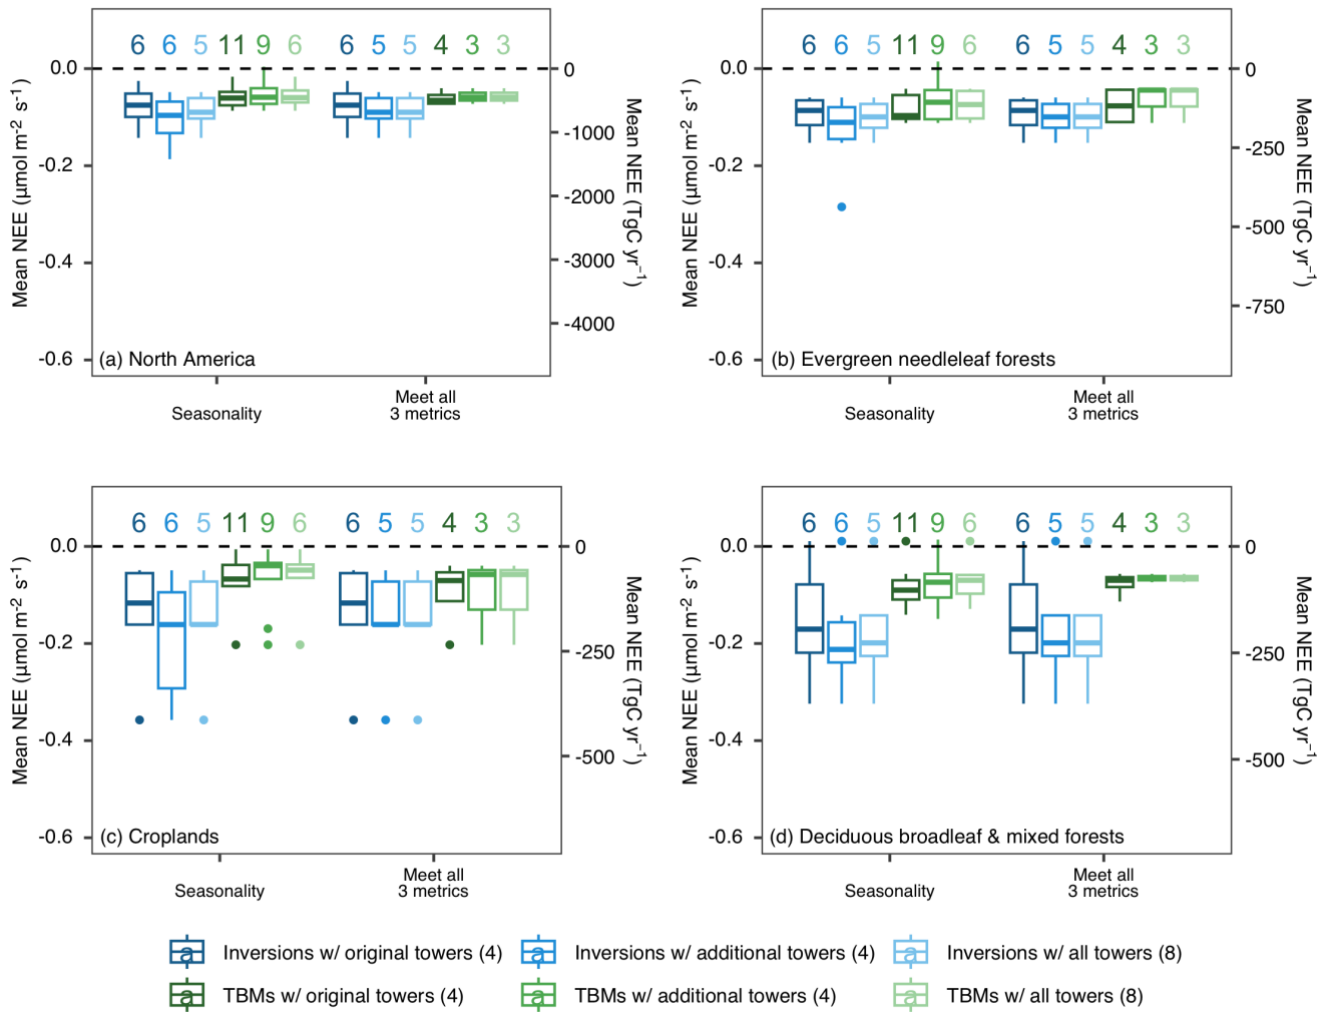 6 6 5 11 9 6 6 5 5 4 3 3
0.0
-0.2
-0.4
-0.6
Mean NEE (μmol m⁻² s⁻¹)
0
-1000
-2000
-3000
-4000
Mean NEE (TgC yr⁻¹)
(a) North America
Seasonality
Meet all
3 metrics
6 6 5 11 9 6 6 5 5 4 3 3
0.0
-0.2
-0.4
-0.6
Mean NEE (μmol m⁻² s⁻¹)
0
-250
-500
-750
Mean NEE (TgC yr⁻¹)
(b) Evergreen needleleaf forests
Seasonality
Meet all
3 metrics
6 6 5 11 9 6 6 5 5 4 3 3
0.0
-0.2
-0.4
-0.6
Mean NEE (μmol m⁻² s⁻¹)
0
-250
-500
Mean NEE (TgC yr⁻¹)
(c) Croplands
Seasonality
Meet all
3 metrics
6 6 5 11 9 6 6 5 5 4 3 3
0.0
-0.2
-0.4
-0.6
Mean NEE (μmol m⁻² s⁻¹)
0
-250
-500
Mean NEE (TgC yr⁻¹)
(d) Deciduous broadleaf & mixed forests
Seasonality
Meet all
3 metrics
a Inversions w/ original towers (4) a Inversions w/ additional towers (4) a Inversions w/ all towers (8)
a TBMs w/ original towers (4) a TBMs w/ additional towers (4) a TBMs w/ all towers (8)